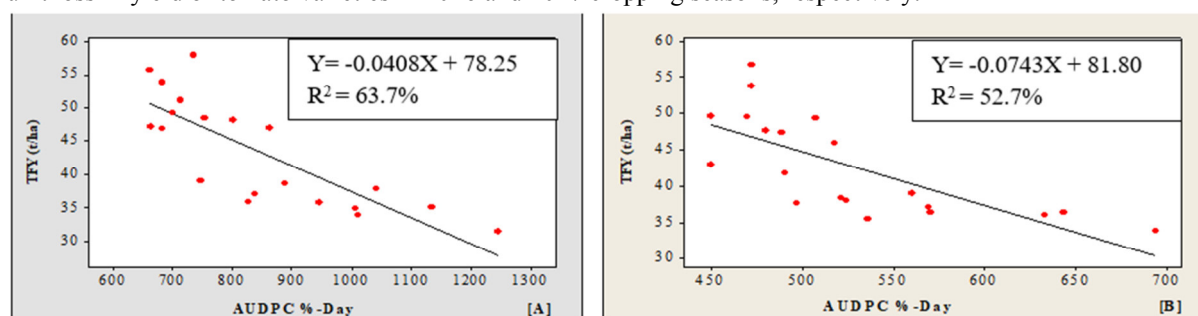 Y= -0.0408X + 78.25
R² = 63.7%
TFY (t/ha)
60
55
50
45
40
35
30
600 700 800 900 1000 1100 1200 1300
AUDPC %-Day [A]
Y= -0.0743X + 81.80
R² = 52.7%
TFY (t/ha)
60
55
50
45
40
35
30
450 500 550 600 650 700
AUDPC %-Day [B]